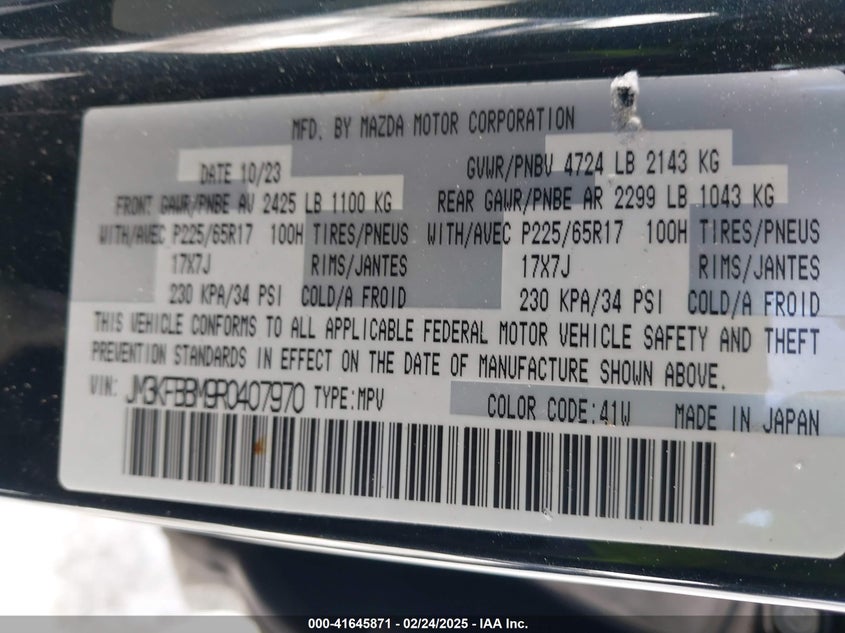 MFD. BY MAZDA MOTOR CORPORATION
DATE 10/23 GVWR/PNBV 4724 LB 2143 KG
FRONT GAWR/PNBE AV 2425 LB 1100 KG REAR GAWR/PNBE AR 2299 LB 1043 KG
WITH/AVEC P225/65R17 100H TIRES/PNEUS WITH/AVEC P225/65R17 100H TIRES/PNEUS
17X7J RIMS/JANTES 17X7J RIMS/JANTES
230 KPA/34 PSI COLD/A FROID 230 KPA/34 PSI COLD/A FROID
THIS VEHICLE CONFORMS TO ALL APPLICABLE FEDERAL MOTOR VEHICLE SAFETY AND THEFT
PREVENTION STANDARDS IN EFFECT ON THE DATE OF MANUFACTURE SHOWN ABOVE.
VIN: JM3KFBBM9R0407970 TYPE:MPV COLOR CODE:41W MADE IN JAPAN
000-41645871 / 02/24/2025 - IAA Inc.